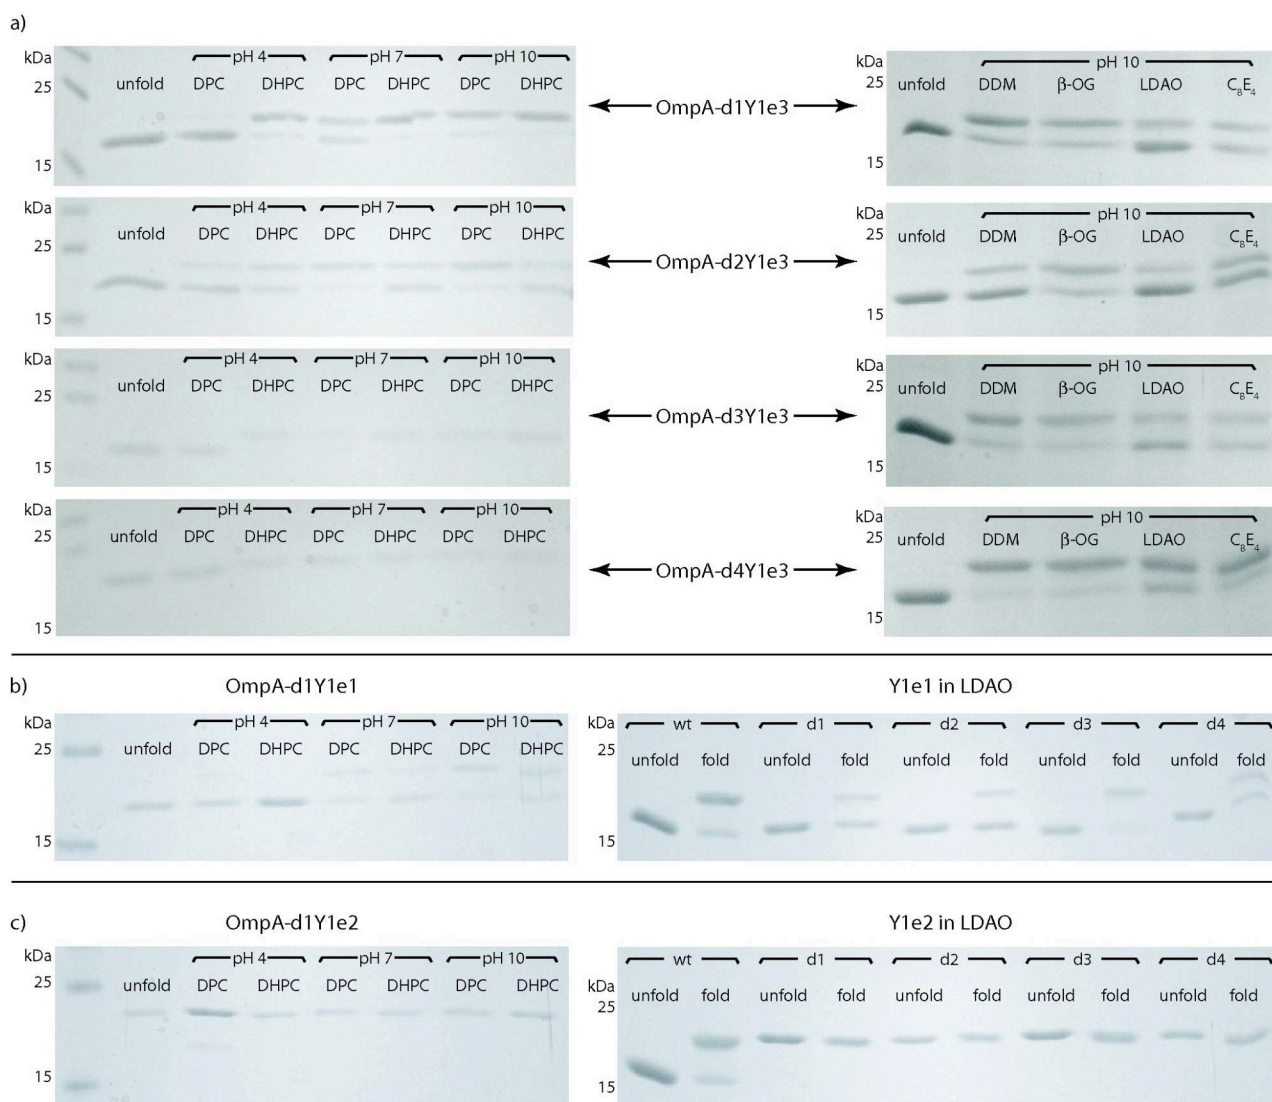 a)
kDa 25 15 unfold pH 4 pH 7 pH 10 DPC DHPC DPC DHPC DPC DHPC
OmpA-d1Y1e3
kDa 25 15 unfold pH 10 DDM β-OG LDAO C₈E₄
kDa 25 15 unfold pH 4 pH 7 pH 10 DPC DHPC DPC DHPC DPC DHPC
OmpA-d2Y1e3
kDa 25 15 unfold pH 10 DDM β-OG LDAO C₈E₄
kDa 25 15 unfold pH 4 pH 7 pH 10 DPC DHPC DPC DHPC DPC DHPC
OmpA-d3Y1e3
kDa 25 15 unfold pH 10 DDM β-OG LDAO C₈E₄
kDa 25 15 unfold pH 4 pH 7 pH 10 DPC DHPC DPC DHPC DPC DHPC
OmpA-d4Y1e3
kDa 25 15 unfold pH 10 DDM β-OG LDAO C₈E₄
b)
OmpA-d1Y1e1
kDa 25 15 unfold pH 4 pH 7 pH 10 DPC DHPC DPC DHPC DPC DHPC
Y1e1 in LDAO
kDa 25 15 wt d1 d2 d3 d4
unfold fold unfold fold unfold fold unfold fold unfold fold
c)
OmpA-d1Y1e2
kDa 25 15 unfold pH 4 pH 7 pH 10 DPC DHPC DPC DHPC DPC DHPC
Y1e2 in LDAO
kDa 25 15 wt d1 d2 d3 d4
unfold fold unfold fold unfold fold unfold fold unfold fold